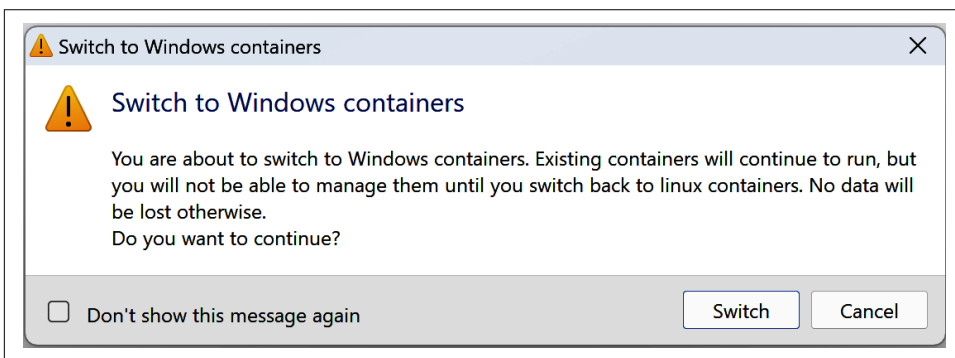 Switch to Windows containers
Switch to Windows containers
You are about to switch to Windows containers. Existing containers will continue to run, but
you will not be able to manage them until you switch back to linux containers. No data will
be lost otherwise.
Do you want to continue?
Don't show this message again
Switch
Cancel